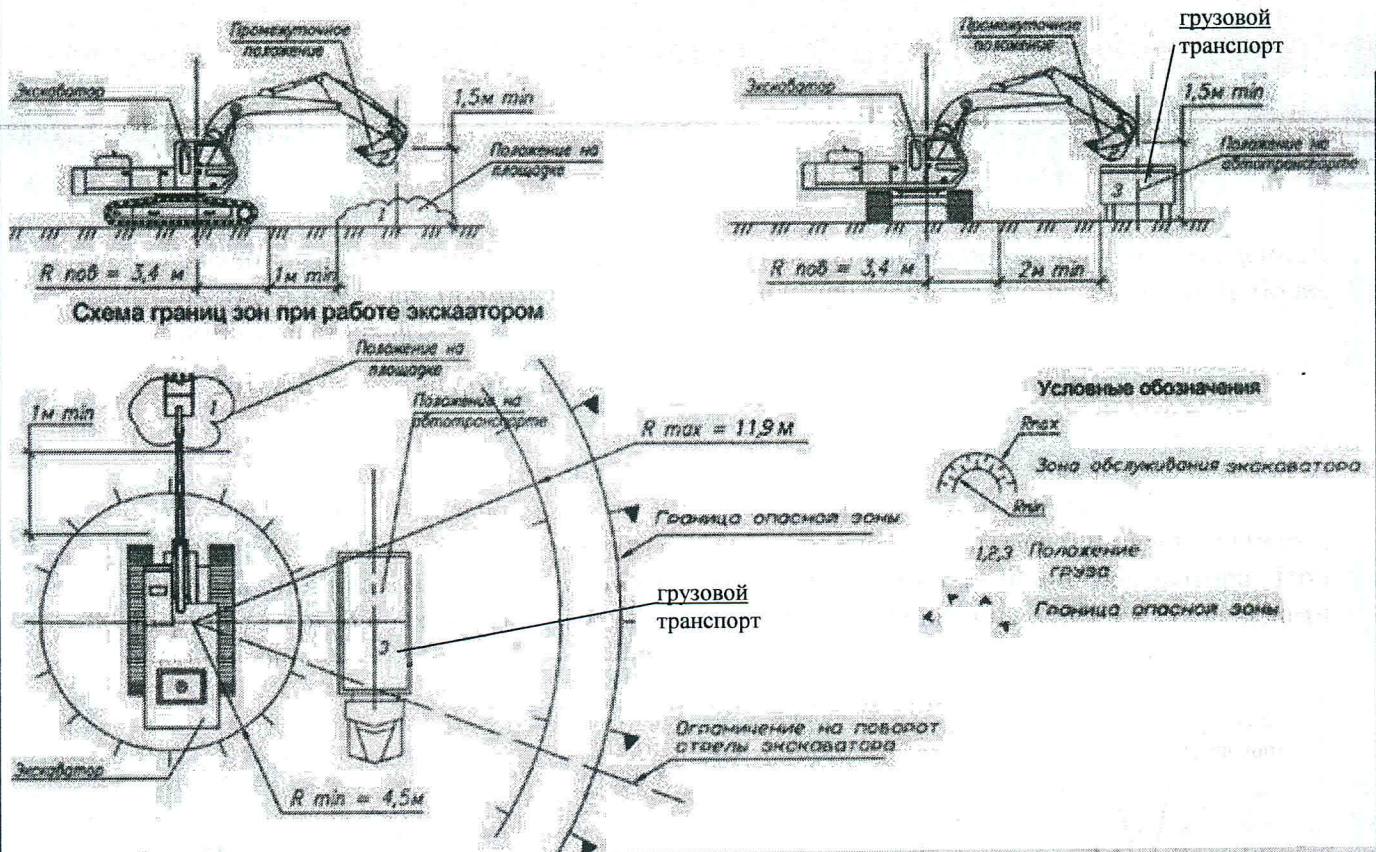 Промежуточное
положение
Экскаватор
1,5м min
Положение на
площадке
1
R поб = 3,4 м
1м min
Промежуточное
положение
грузовой
транспорт
Экскаватор
1,5м min
Положение на
автотранспорте
3
R поб = 3,4 м
2м min
Схема границ зон при работе экскаатором
Положение на
площадке
1м min
1
Положение на
автотранспорте
R max = 11,9 м
Граница опасной зоны
грузовой
транспорт
3
Ограничение на поворот
стрелы экскаватора
Экскаватор
R min = 4,5м
Условные обозначения
Rmax
Зона обслуживания экскаватора
Rmin
1,2,3 Положение
груза
Граница опасной зоны